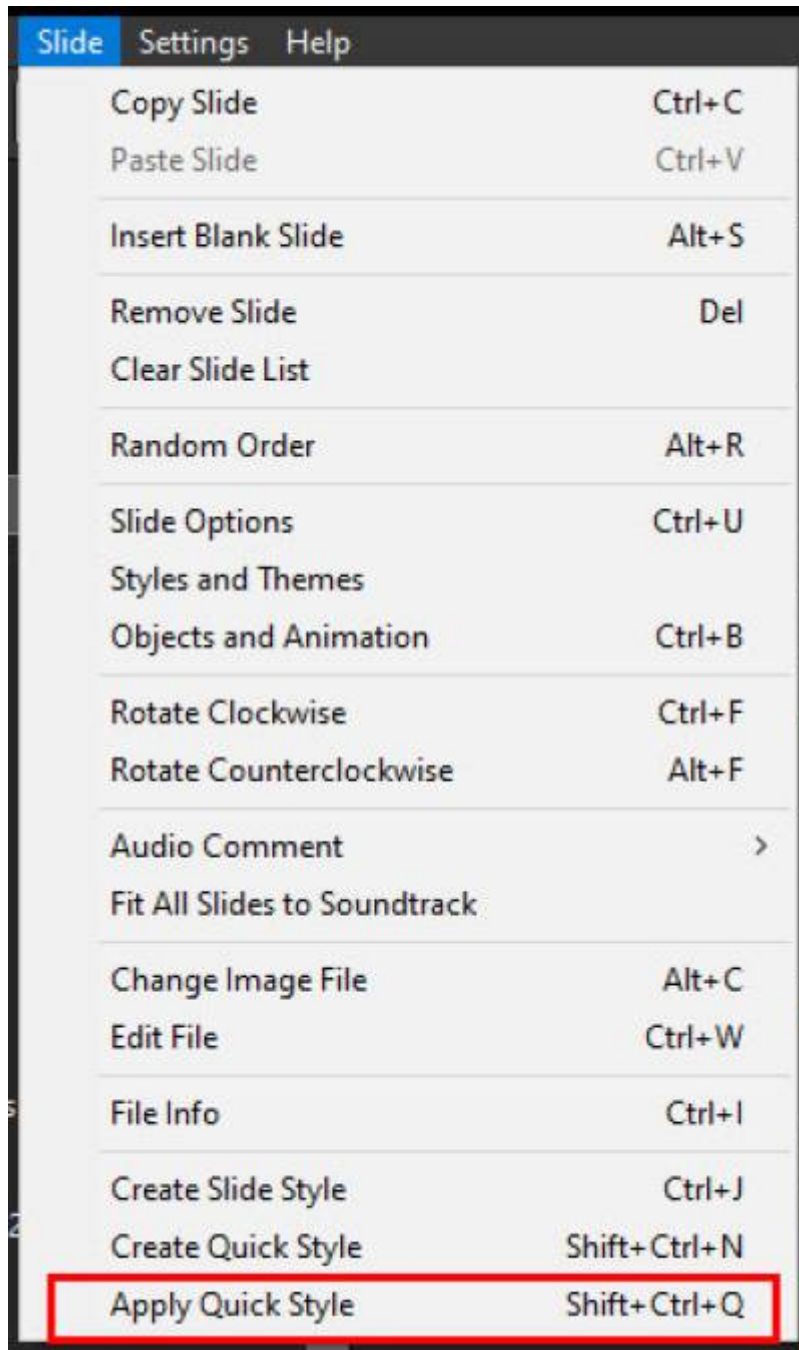 Slide Settings Help
Copy Slide Ctrl+C
Paste Slide Ctrl+V
Insert Blank Slide Alt+S
Remove Slide Del
Clear Slide List
Random Order Alt+R
Slide Options Ctrl+U
Styles and Themes
Objects and Animation Ctrl+B
Rotate Clockwise Ctrl+F
Rotate Counterclockwise Alt+F
Audio Comment >
Fit All Slides to Soundtrack
Change Image File Alt+C
Edit File Ctrl+W
File Info Ctrl+I
Create Slide Style Ctrl+J
Create Quick Style Shift+Ctrl+N
Apply Quick Style Shift+Ctrl+Q